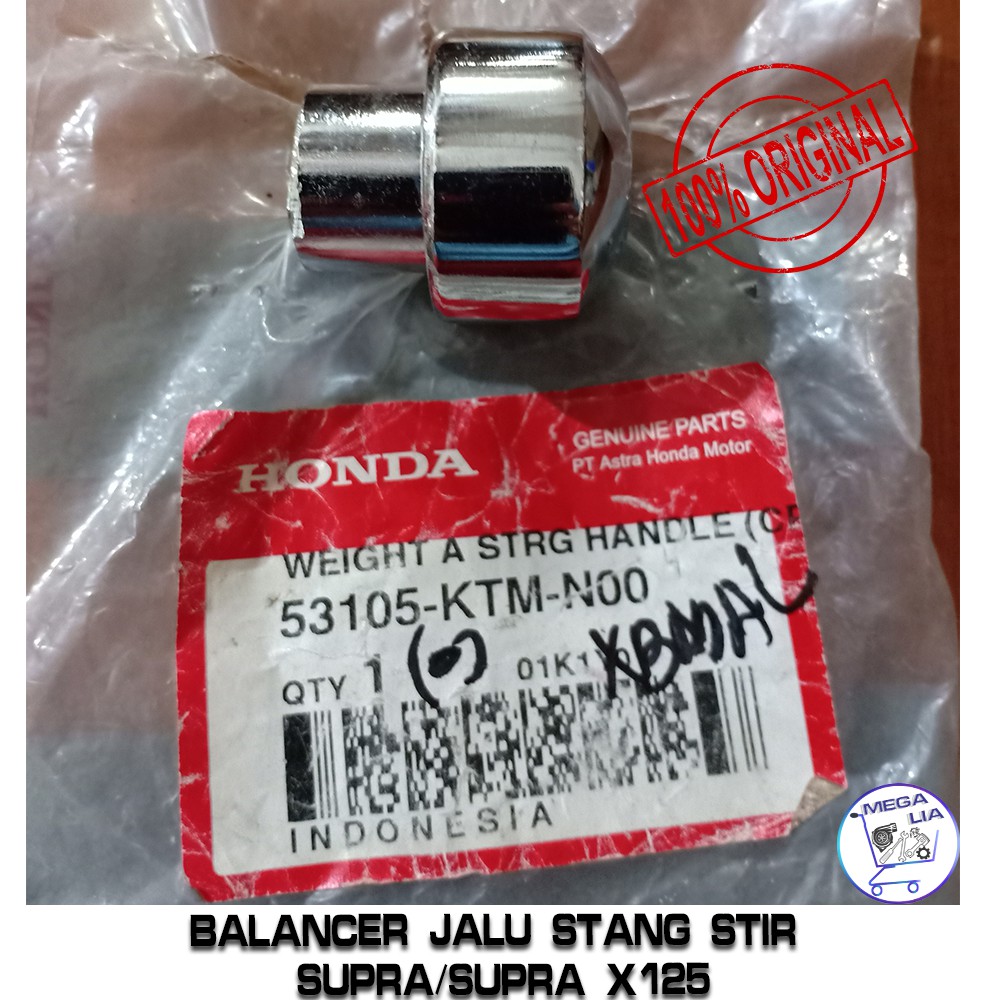 100% ORIGINAL
HONDA
GENUINE PARTS
PT Astra Honda Motor
WEIGHT A STRG HANDLE
53105-KTM-N00
QTY 1
INDONESIA
MEGA
LIA
BALANCER JALU STANG STIR
SUPRA/SUPRA X125